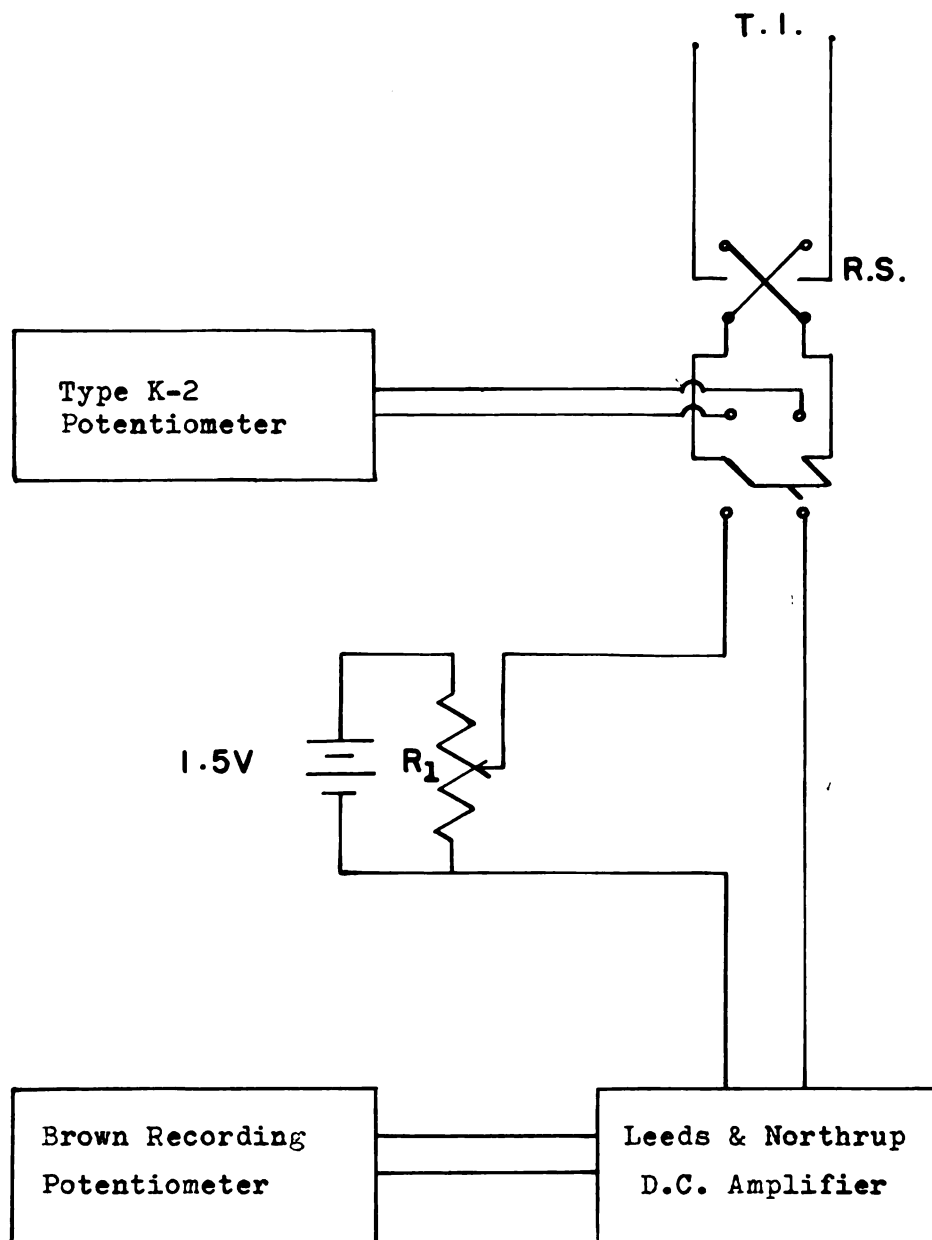 T.I.
R.S.
Type K-2
Potentiometer
1.5V
R1
Brown Recording
Potentiometer
Leeds & Northrup
D.C. Amplifier